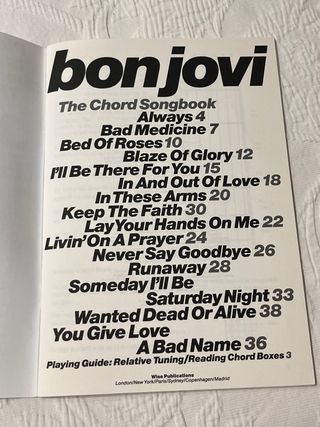 bon jovi
The Chord Songbook
Always 4
Bad Medicine 7
Bed Of Roses 10
Blaze Of Glory 12
I'll Be There For You 15
In And Out Of Love 18
In These Arms 20
Keep The Faith 30
Lay Your Hands On Me 22
Livin' On A Prayer 24
Never Say Goodbye 26
Runaway 28
Someday I'll Be
Saturday Night 33
Wanted Dead Or Alive 38
You Give Love
A Bad Name 36
Playing Guide: Relative Tuning/Reading Chord Boxes 3
Wise Publications
London/New York/Paris/Sydney/Copenhagen/Madrid